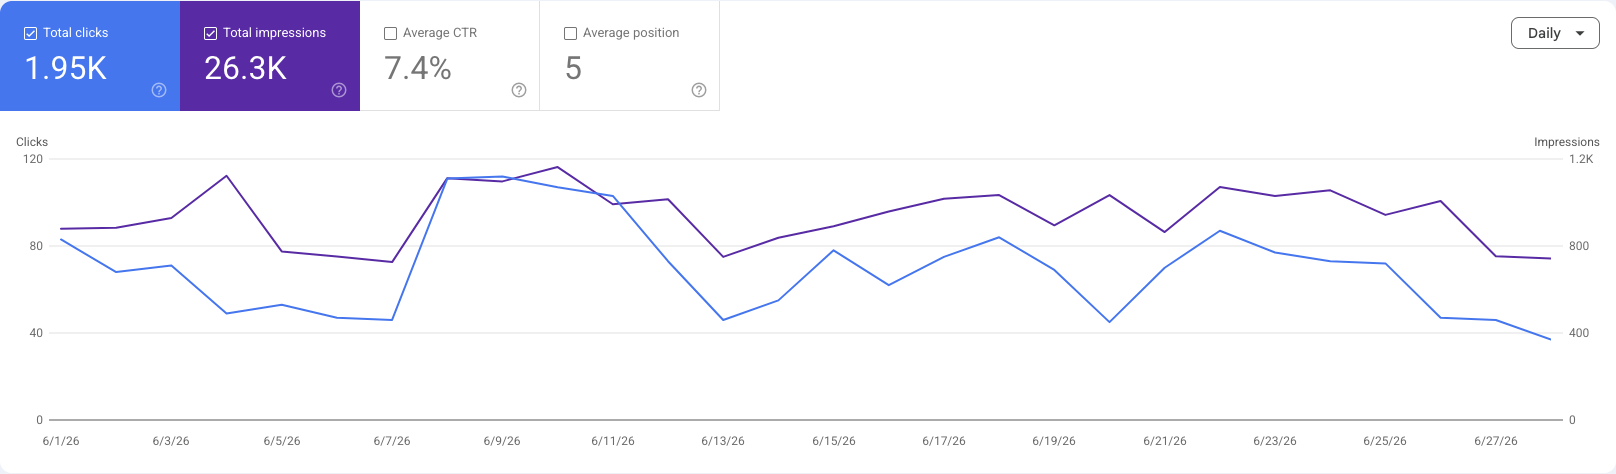 Total clicks
1.95K
Total impressions
26.3K
Average CTR
7.4%
Average position
5
Daily
Clicks
Impressions
120
1.2K
80
800
40
400
0
0
6/1/26 6/3/26 6/5/26 6/7/26 6/9/26 6/11/26 6/13/26 6/15/26 6/17/26 6/19/26 6/21/26 6/23/26 6/25/26 6/27/26